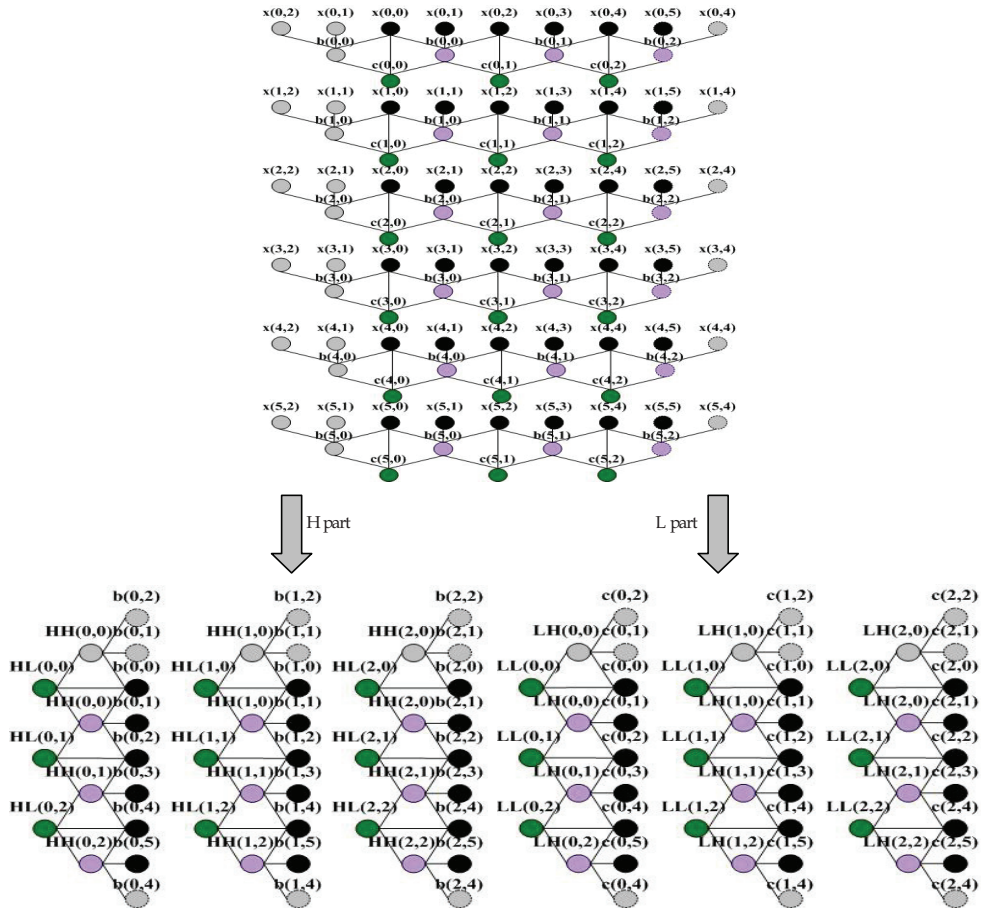 x(0,2) x(0,1) x(0,0) x(0,1) x(0,2) x(0,3) x(0,4) x(0,5) x(0,4)
b(0,0) b(0,0) b(0,1) b(0,2)
c(0,0) c(0,1) c(0,2)
x(1,2) x(1,1) x(1,0) x(1,1) x(1,2) x(1,3) x(1,4) x(1,5) x(1,4)
b(1,0) b(1,0) b(1,1) b(1,2)
c(1,0) c(1,1) c(1,2)
x(2,2) x(2,1) x(2,0) x(2,1) x(2,2) x(2,3) x(2,4) x(2,5) x(2,4)
b(2,0) b(2,0) b(2,1) b(2,2)
c(2,0) c(2,1) c(2,2)
x(3,2) x(3,1) x(3,0) x(3,1) x(3,2) x(3,3) x(3,4) x(3,5) x(3,4)
b(3,0) b(3,0) b(3,1) b(3,2)
c(3,0) c(3,1) c(3,2)
x(4,2) x(4,1) x(4,0) x(4,1) x(4,2) x(4,3) x(4,4) x(4,5) x(4,4)
b(4,0) b(4,0) b(4,1) b(4,2)
c(4,0) c(4,1) c(4,2)
x(5,2) x(5,1) x(5,0) x(5,1) x(5,2) x(5,3) x(5,4) x(5,5) x(5,4)
b(5,0) b(5,0) b(5,1) b(5,2)
c(5,0) c(5,1) c(5,2)
H part L part
b(0,2) b(1,2) b(2,2) c(0,2) c(1,2) c(2,2)
HH(0,0) b(0,1) HH(1,0) b(1,1) HH(2,0) b(2,1) LH(0,0) c(0,1) LH(1,0) c(1,1) LH(2,0) c(2,1)
HL(0,0) b(0,0) HL(1,0) b(1,0) HL(2,0) b(2,0) LL(0,0) c(0,0) LL(1,0) c(1,0) LL(2,0) c(2,0)
HH(0,0) b(0,1) HH(1,0) b(1,1) HH(2,0) b(2,1) LH(0,0) c(0,1) LH(1,0) c(1,1) LH(2,0) c(2,1)
HL(0,1) b(0,2) HL(1,1) b(1,2) HL(2,1) b(2,2) LL(0,1) c(0,2) LL(1,1) c(1,2) LL(2,1) c(2,2)
HH(0,1) b(0,3) HH(1,1) b(1,3) HH(2,1) b(2,3) LH(0,1) c(0,3) LH(1,1) c(1,3) LH(2,1) c(2,3)
HL(0,2) b(0,4) HL(1,2) b(1,4) HL(2,2) b(2,4) LL(0,2) c(0,4) LL(1,2) c(1,4) LL(2,2) c(2,4)
HH(0,2) b(0,5) HH(1,2) b(1,5) HH(2,2) b(2,5) LH(0,2) c(0,5) LH(1,2) c(1,5) LH(2,2) c(2,5)
b(0,4) b(1,4) b(2,4) c(0,4) c(1,4) c(2,4)